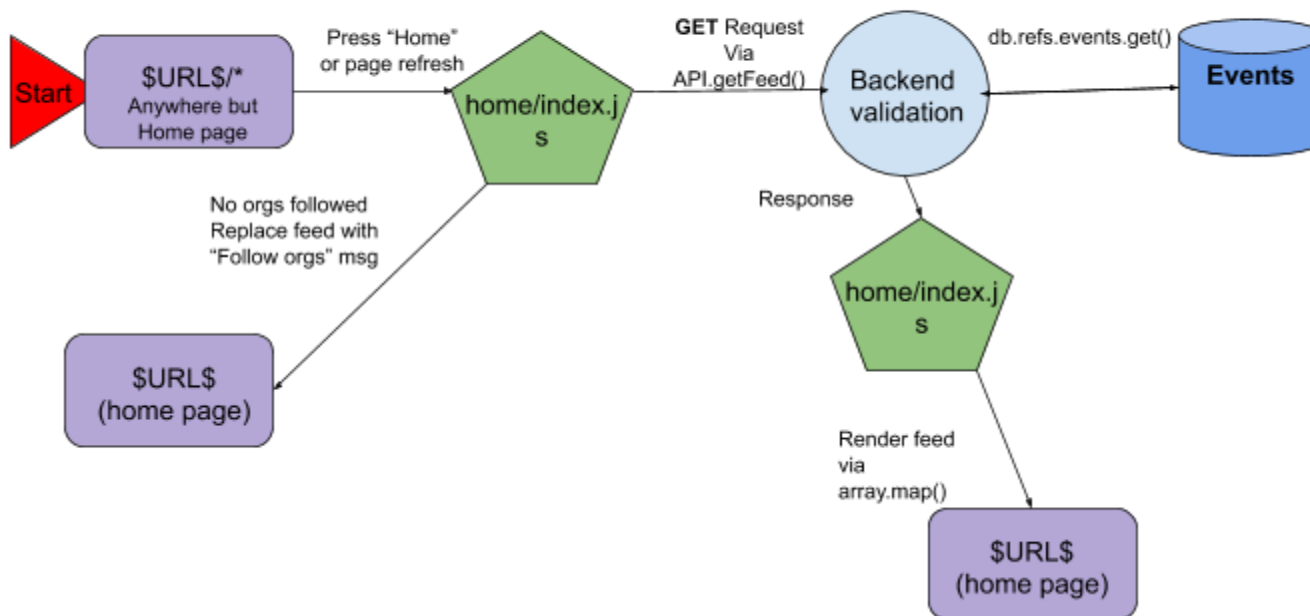 Start
$URL$/*
Anywhere but
Home page
Press “Home”
or page refresh
home/index.j
s
GET Request
Via
API.getFeed()
Backend
validation
db.refs.events.get()
Events
No orgs followed
Replace feed with
“Follow orgs” msg
$URL$
(home page)
Response
home/index.j
s
Render feed
via
array.map()
$URL$
(home page)